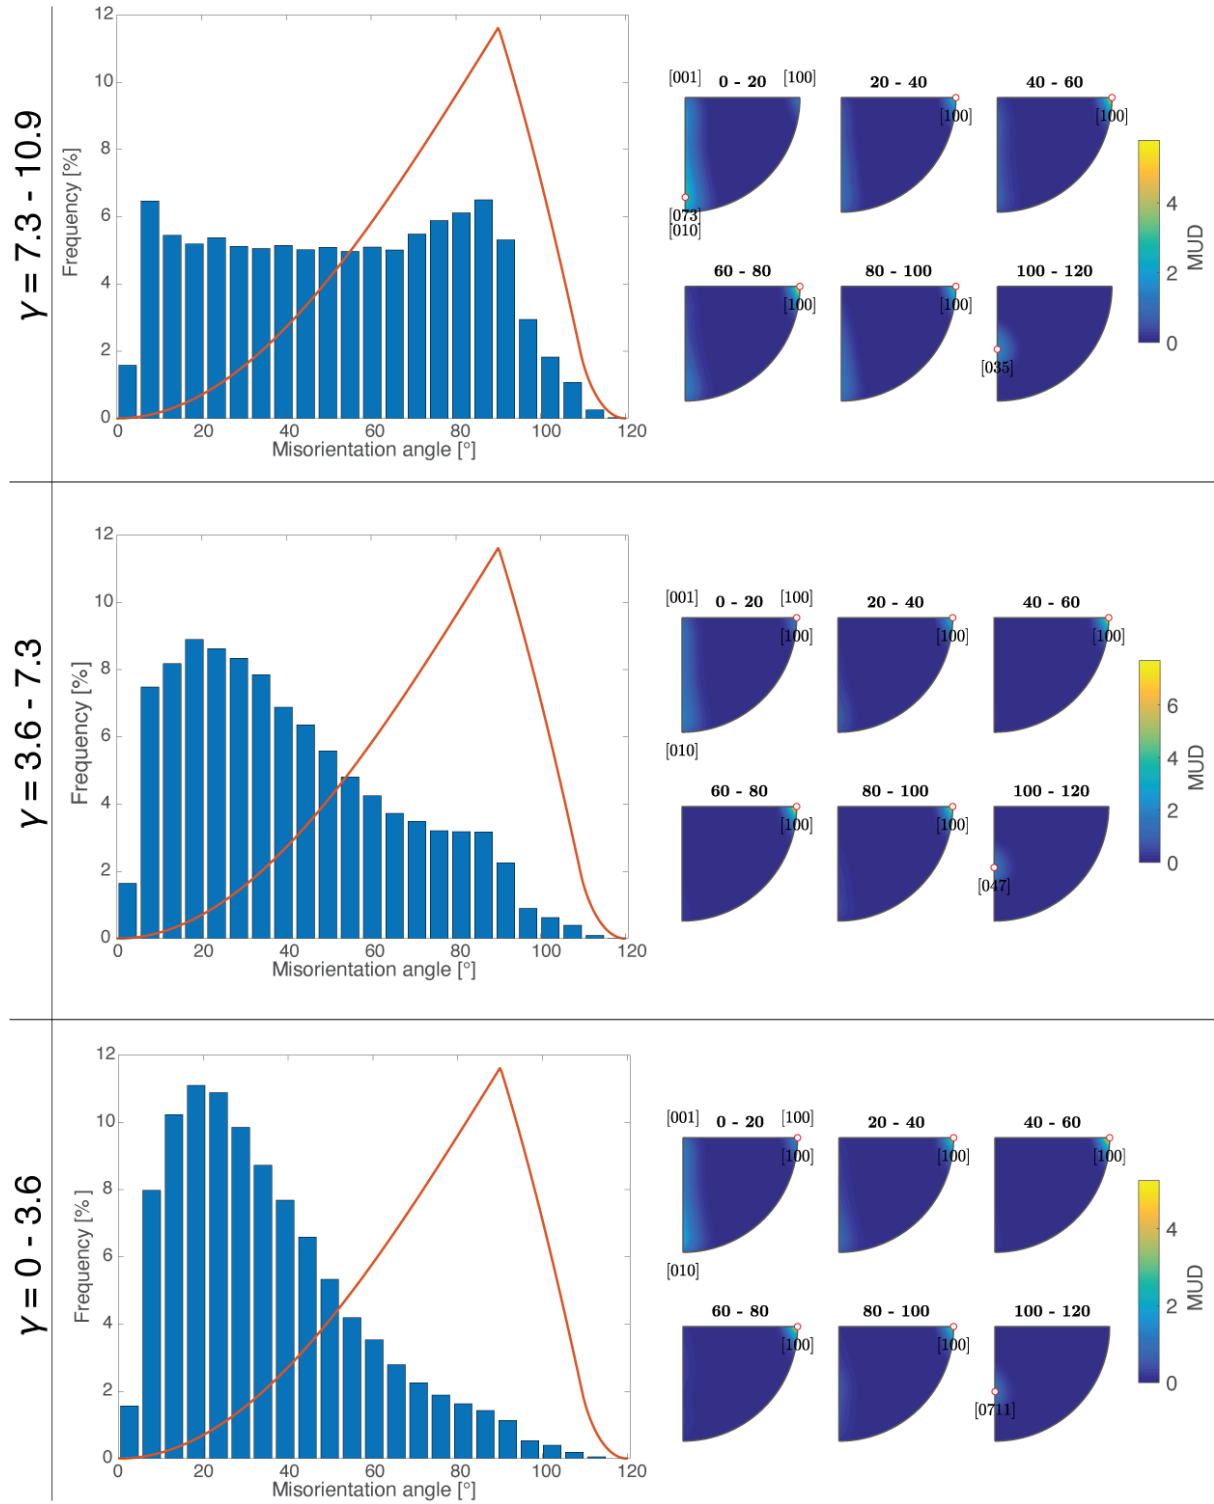 γ = 7.3 - 10.9
Frequency [%]
12
10
8
6
4
2
0
0 20 40 60 80 100 120
Misorientation angle [°]
[001] 0 - 20 [100]
20 - 40
40 - 60
[100]
[100]
[073]
[010]
60 - 80
80 - 100
100 - 120
[100]
[100]
[035]
4
2
0
MUD
γ = 3.6 - 7.3
Frequency [%]
12
10
8
6
4
2
0
0 20 40 60 80 100 120
Misorientation angle [°]
[001] 0 - 20 [100]
20 - 40
40 - 60
[100]
[100]
[100]
[010]
60 - 80
80 - 100
100 - 120
[100]
[100]
[047]
6
4
2
0
MUD
γ = 0 - 3.6
Frequency [% ]
12
10
8
6
4
2
0
0 20 40 60 80 100 120
Misorientation angle [°]
[001] 0 - 20 [100]
20 - 40
40 - 60
[100]
[100]
[100]
[010]
60 - 80
80 - 100
100 - 120
[100]
[100]
[0711]
4
2
0
MUD